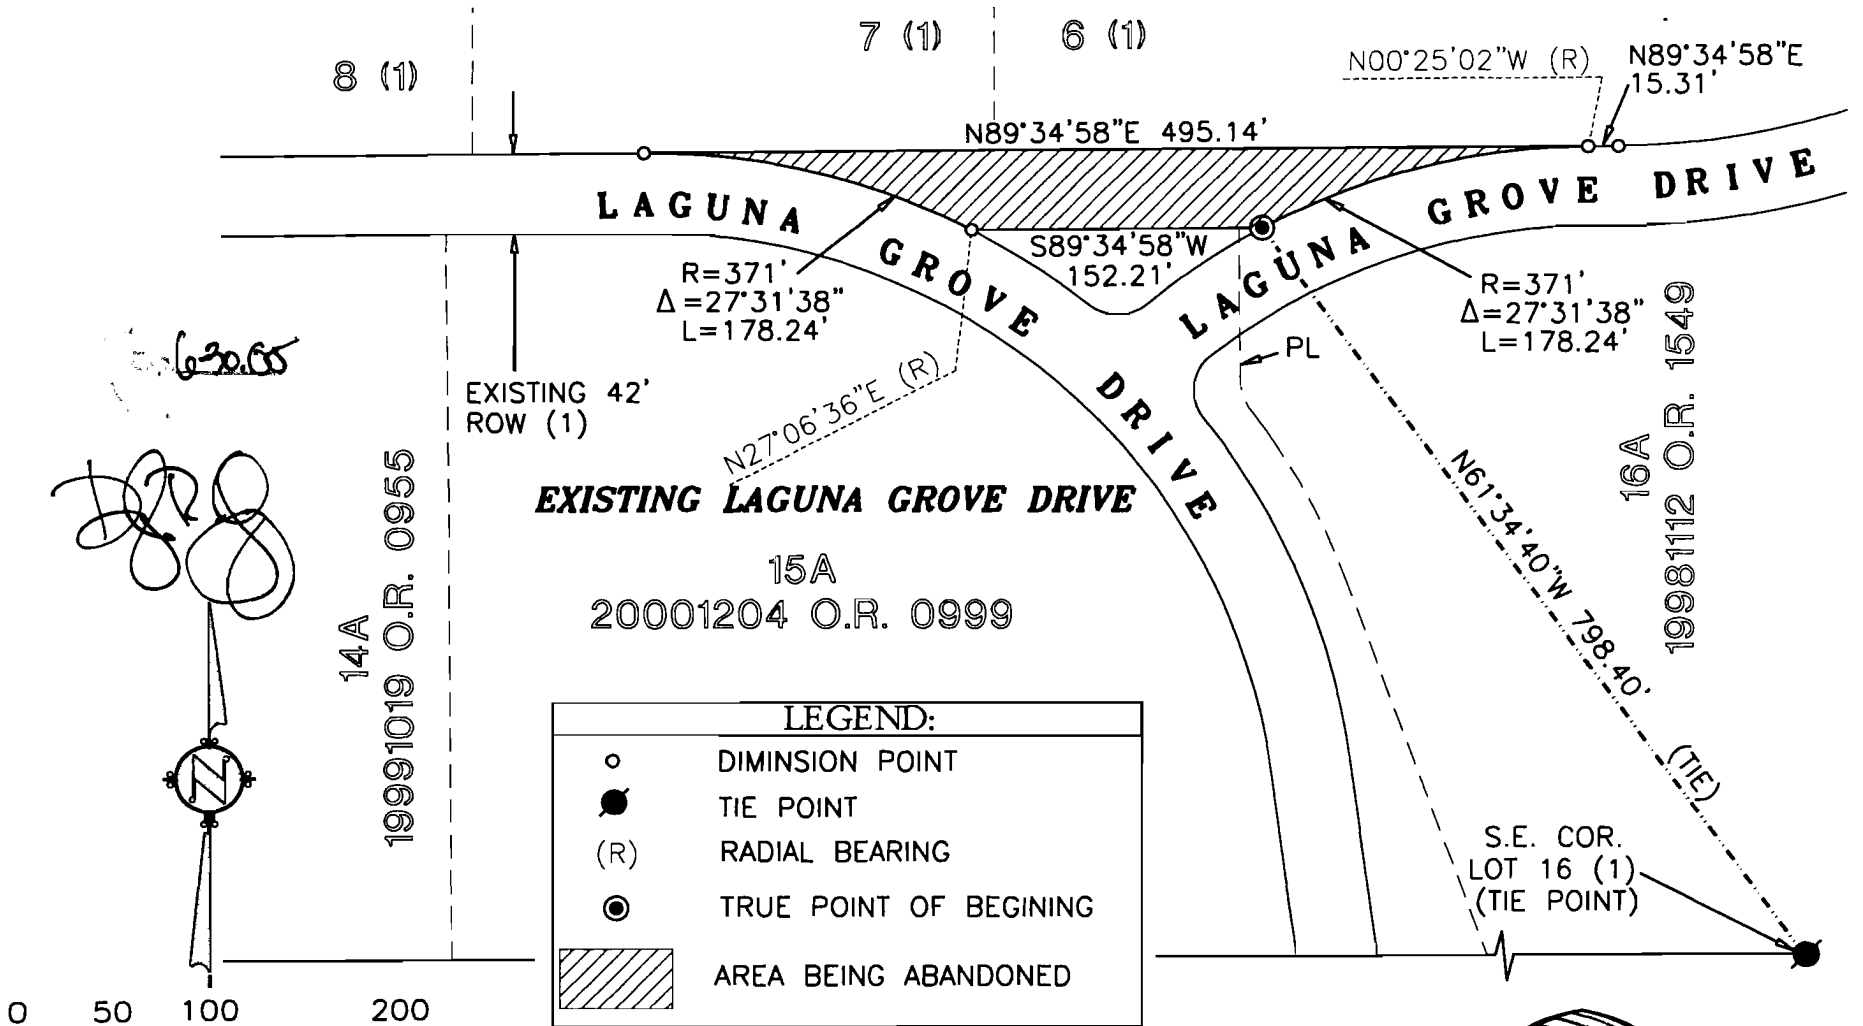 7 (1)
6 (1)
8 (1)
N00°25'02"W (R)
N89°34'58"E
15.31'
N89°34'58"E 495.14'
LAGUNA GROVE DRIVE
LAGUNA GROVE DRIVE
S89°34'58"W
152.21'
R=371'
Δ=27°31'38"
L=178.24'
R=371'
Δ=27°31'38"
L=178.24'
PL
630.00
EXISTING 42'
ROW (1)
N27°06'36"E (R)
EXISTING LAGUNA GROVE DRIVE
15A
20001204 O.R. 0999
14A
19991019 O.R. 0955
16A
19981112 O.R. 1549
N61°34'40"W 798.40'
(TIE)
S.E. COR.
LOT 16 (1)
(TIE POINT)
LEGEND:
DIMINSION POINT
TIE POINT
(R) RADIAL BEARING
TRUE POINT OF BEGINING
AREA BEING ABANDONED
N
0 50 100 200